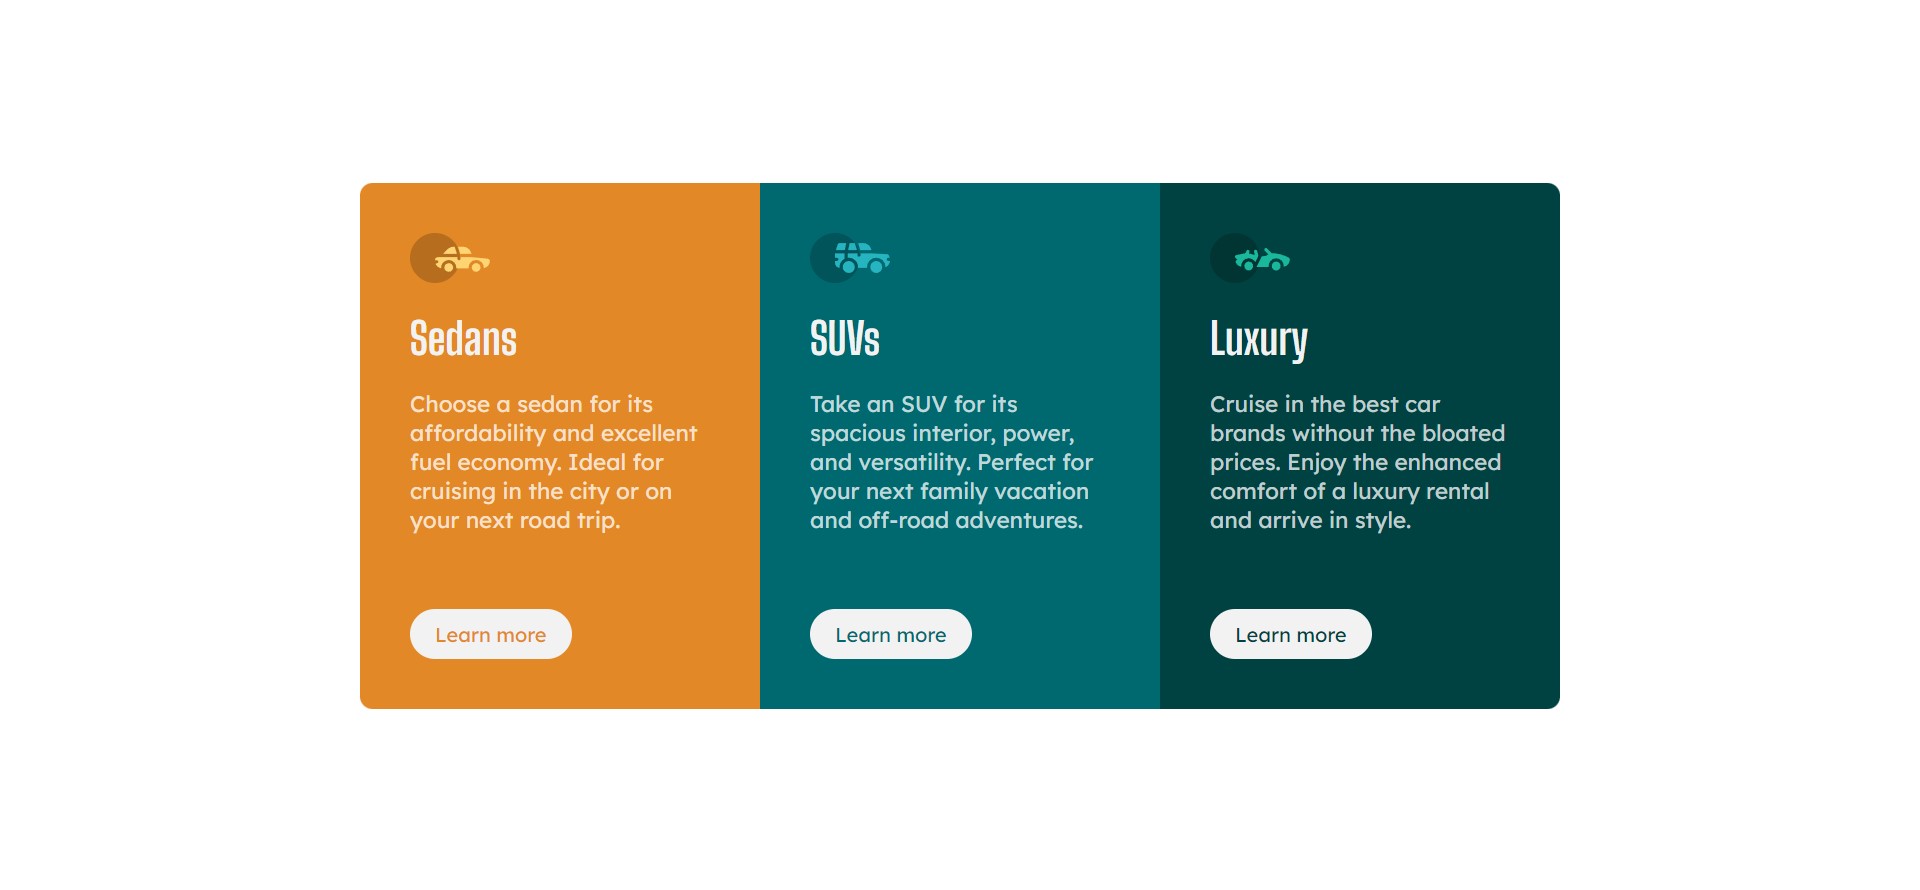 Sedans
Choose a sedan for its
affordability and excellent
fuel economy. Ideal for
cruising in the city or on
your next road trip.
Learn more
SUVs
Take an SUV for its
spacious interior, power,
and versatility. Perfect for
your next family vacation
and off-road adventures.
Learn more
Luxury
Cruise in the best car
brands without the bloated
prices. Enjoy the enhanced
comfort of a luxury rental
and arrive in style.
Learn more